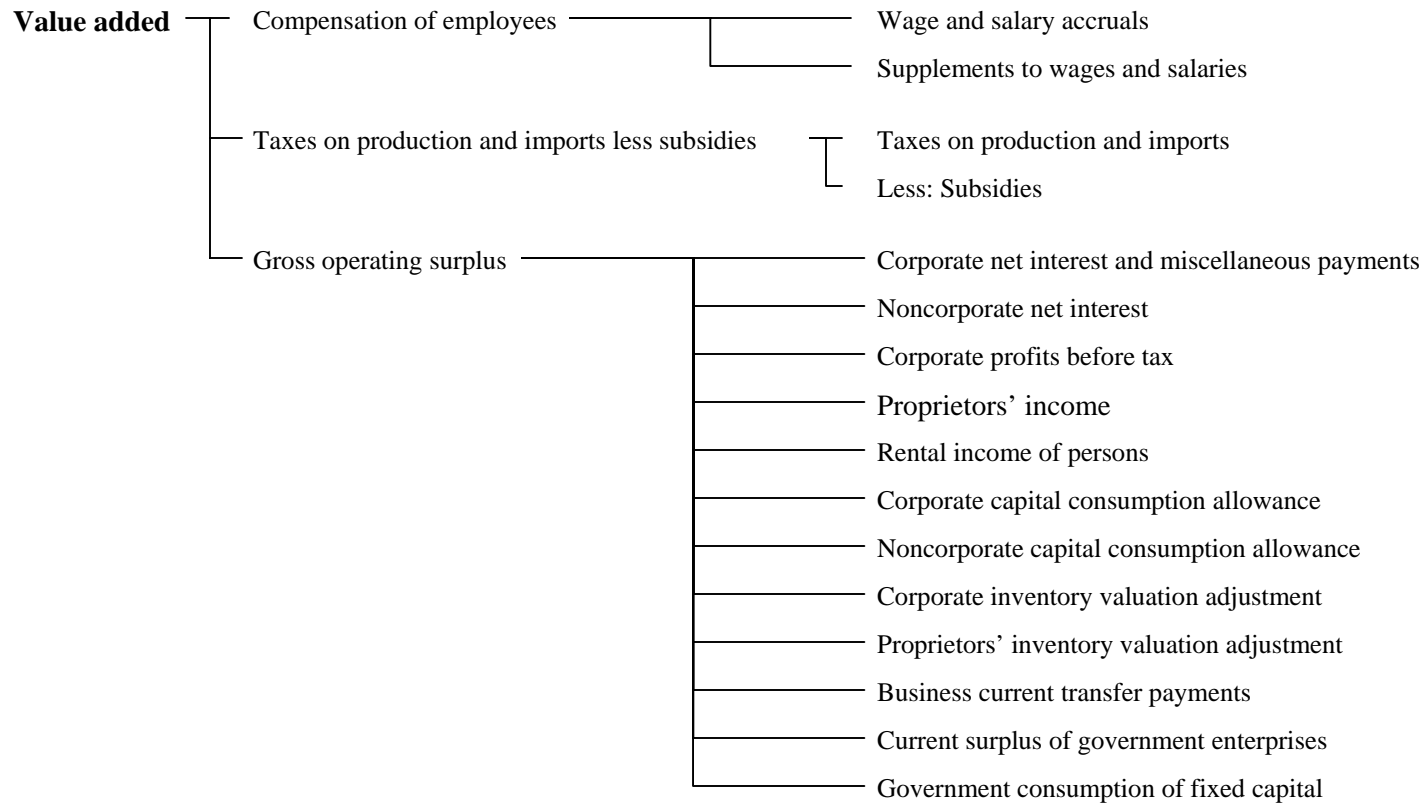 Value added Compensation of employees Wage and salary accruals
Supplements to wages and salaries
Taxes on production and imports less subsidies Taxes on production and imports
Less: Subsidies
Gross operating surplus Corporate net interest and miscellaneous payments
Noncorporate net interest
Corporate profits before tax
Proprietors’ income
Rental income of persons
Corporate capital consumption allowance
Noncorporate capital consumption allowance
Corporate inventory valuation adjustment
Proprietors’ inventory valuation adjustment
Business current transfer payments
Current surplus of government enterprises
Government consumption of fixed capital